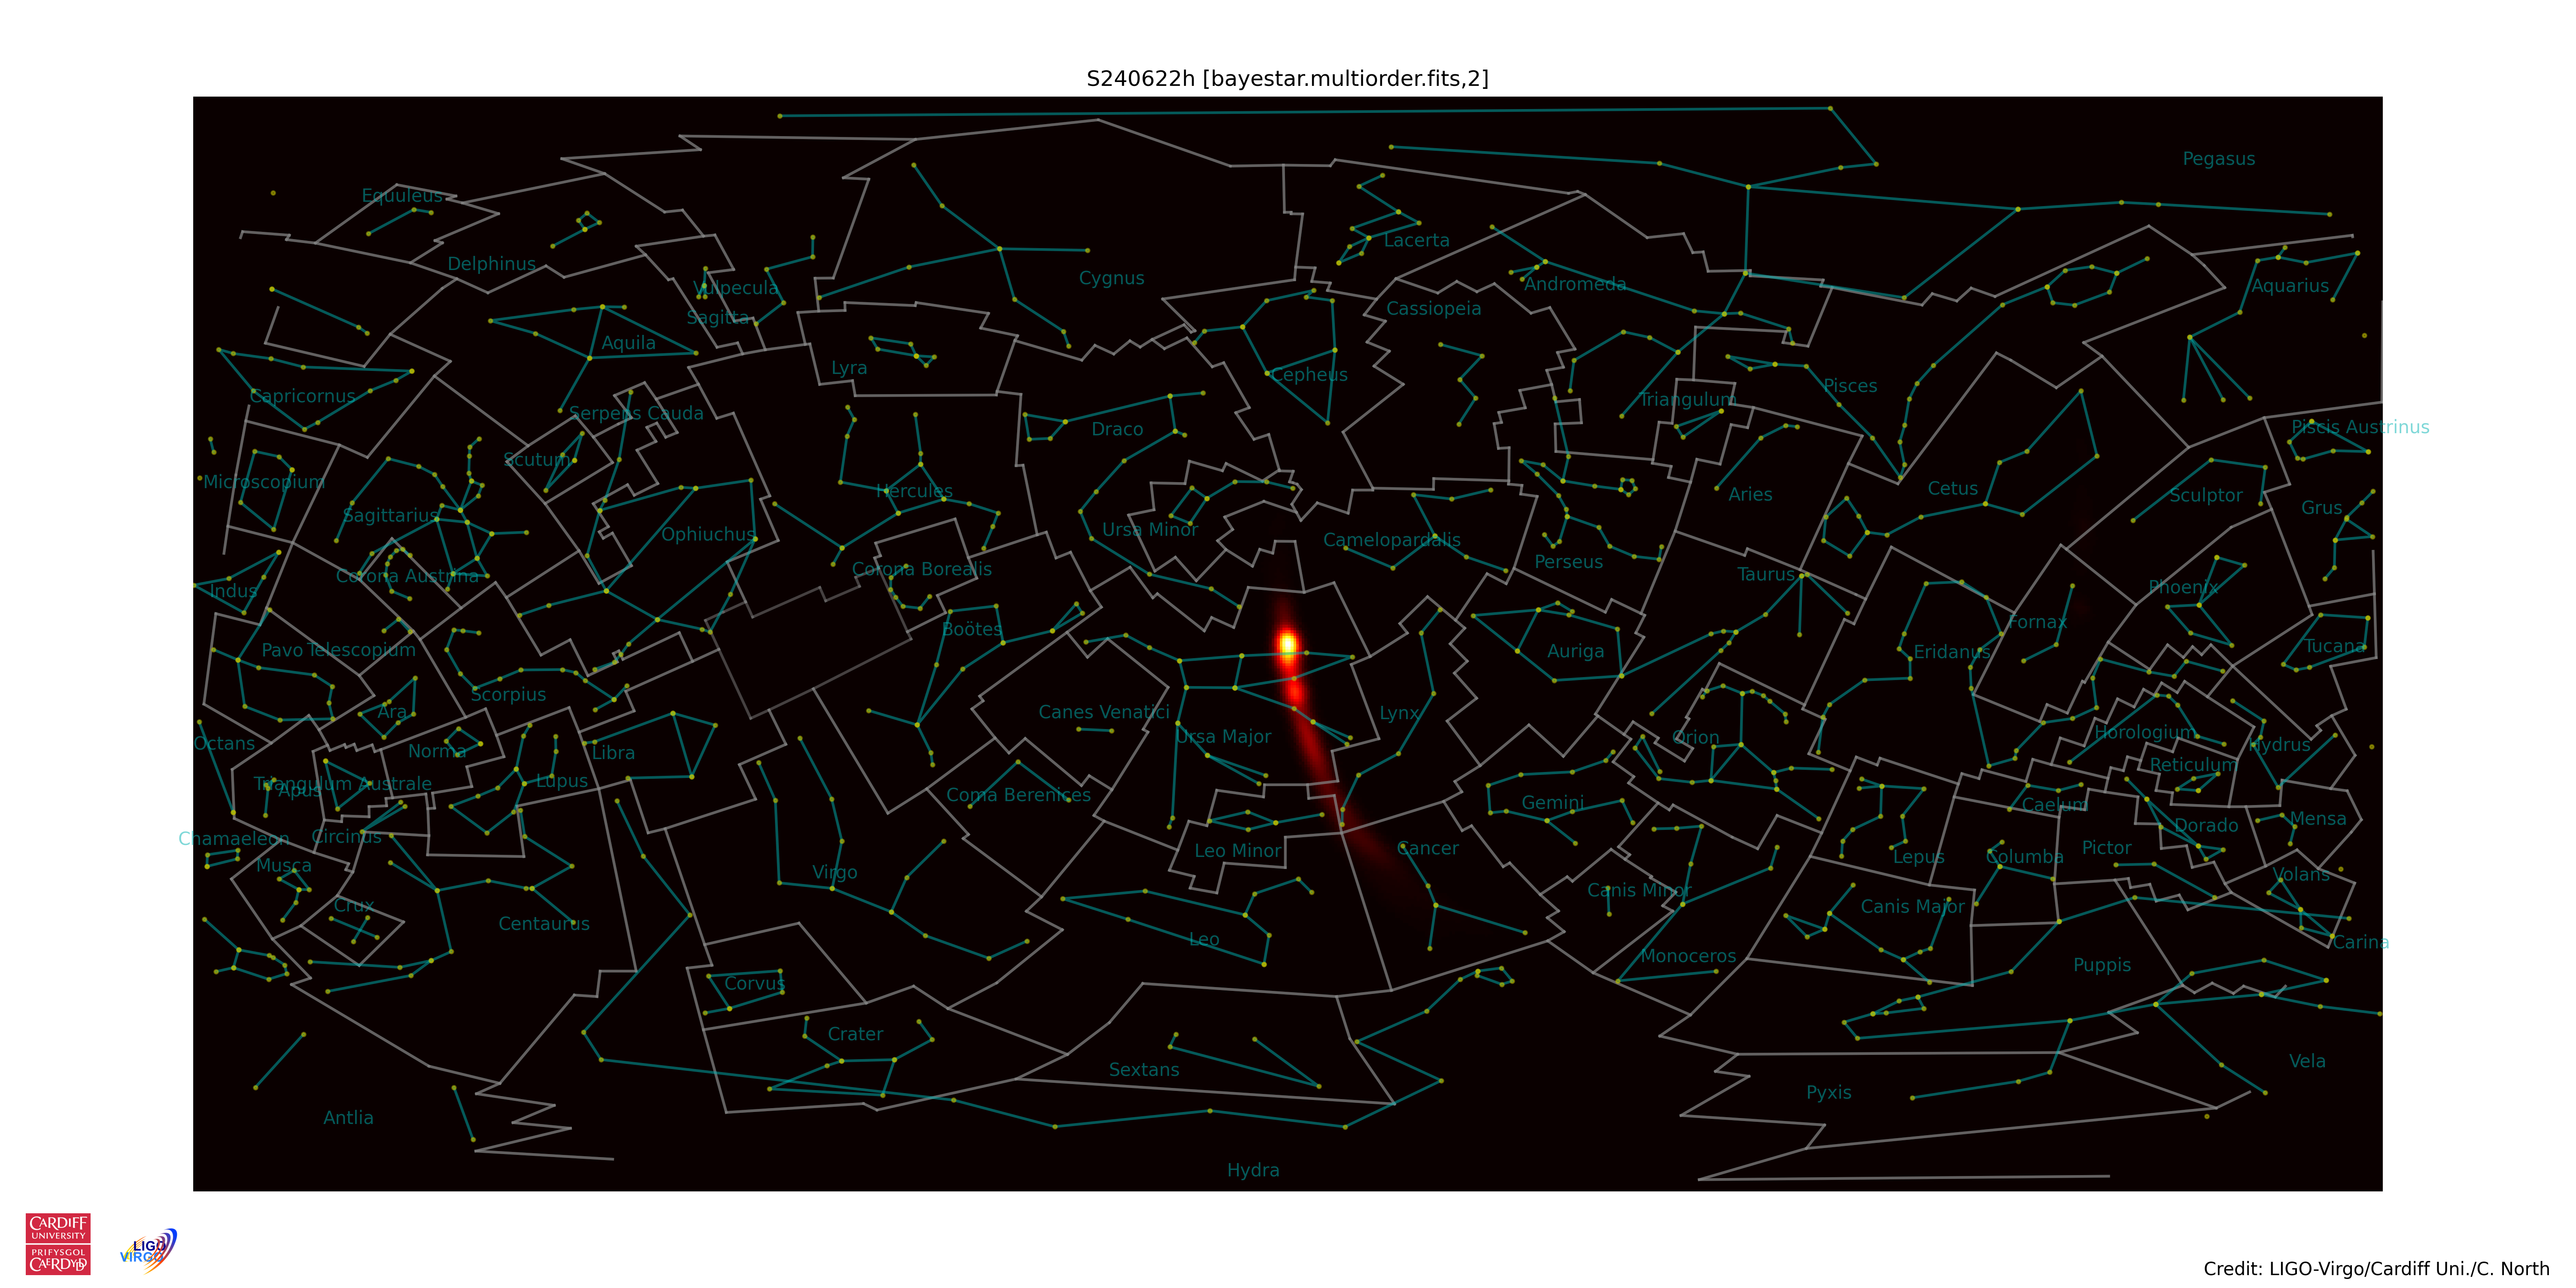 S240622h [bayestar.multiorder.fits,2]
Pegasus
Equuleus
Lacerta
Delphinus
Cygnus
Andromeda
Aquarius
Vulpecula
Cassiopeia
Sagitta
Aquila
Lyra
Cepheus
Pisces
Capricornus
Triangulum
Serpens Cauda
Draco
Piscis Austrinus
Scutum
Microscopium
Hercules
Aries
Cetus
Sculptor
Sagittarius
Grus
Ophiuchus
Ursa Minor
Camelopardalis
Perseus
Corona Austrina
Corona Borealis
Taurus
Phoenix
Indus
Boötes
Fornax
Pavo
Telescopium
Auriga
Eridanus
Tucana
Scorpius
Ara
Canes Venatici
Lynx
Octans
Norma
Libra
Ursa Major
Orion
Horologium
Hydrus
Reticulum
Triangulum Australe
Apus
Lupus
Coma Berenices
Gemini
Caelum
Mensa
Dorado
Chamaeleon
Circinus
Musca
Leo Minor
Cancer
Lepus
Columba
Pictor
Virgo
Volans
Canis Minor
Crux
Canis Major
Centaurus
Leo
Carina
Monoceros
Puppis
Corvus
Crater
Vela
Sextans
Pyxis
Antlia
Hydra
CARDIFF
UNIVERSITY
PRIFYSGOL
CAERDYDD
LIGO
VIRGO
Credit: LIGO-Virgo/Cardiff Uni./C. North